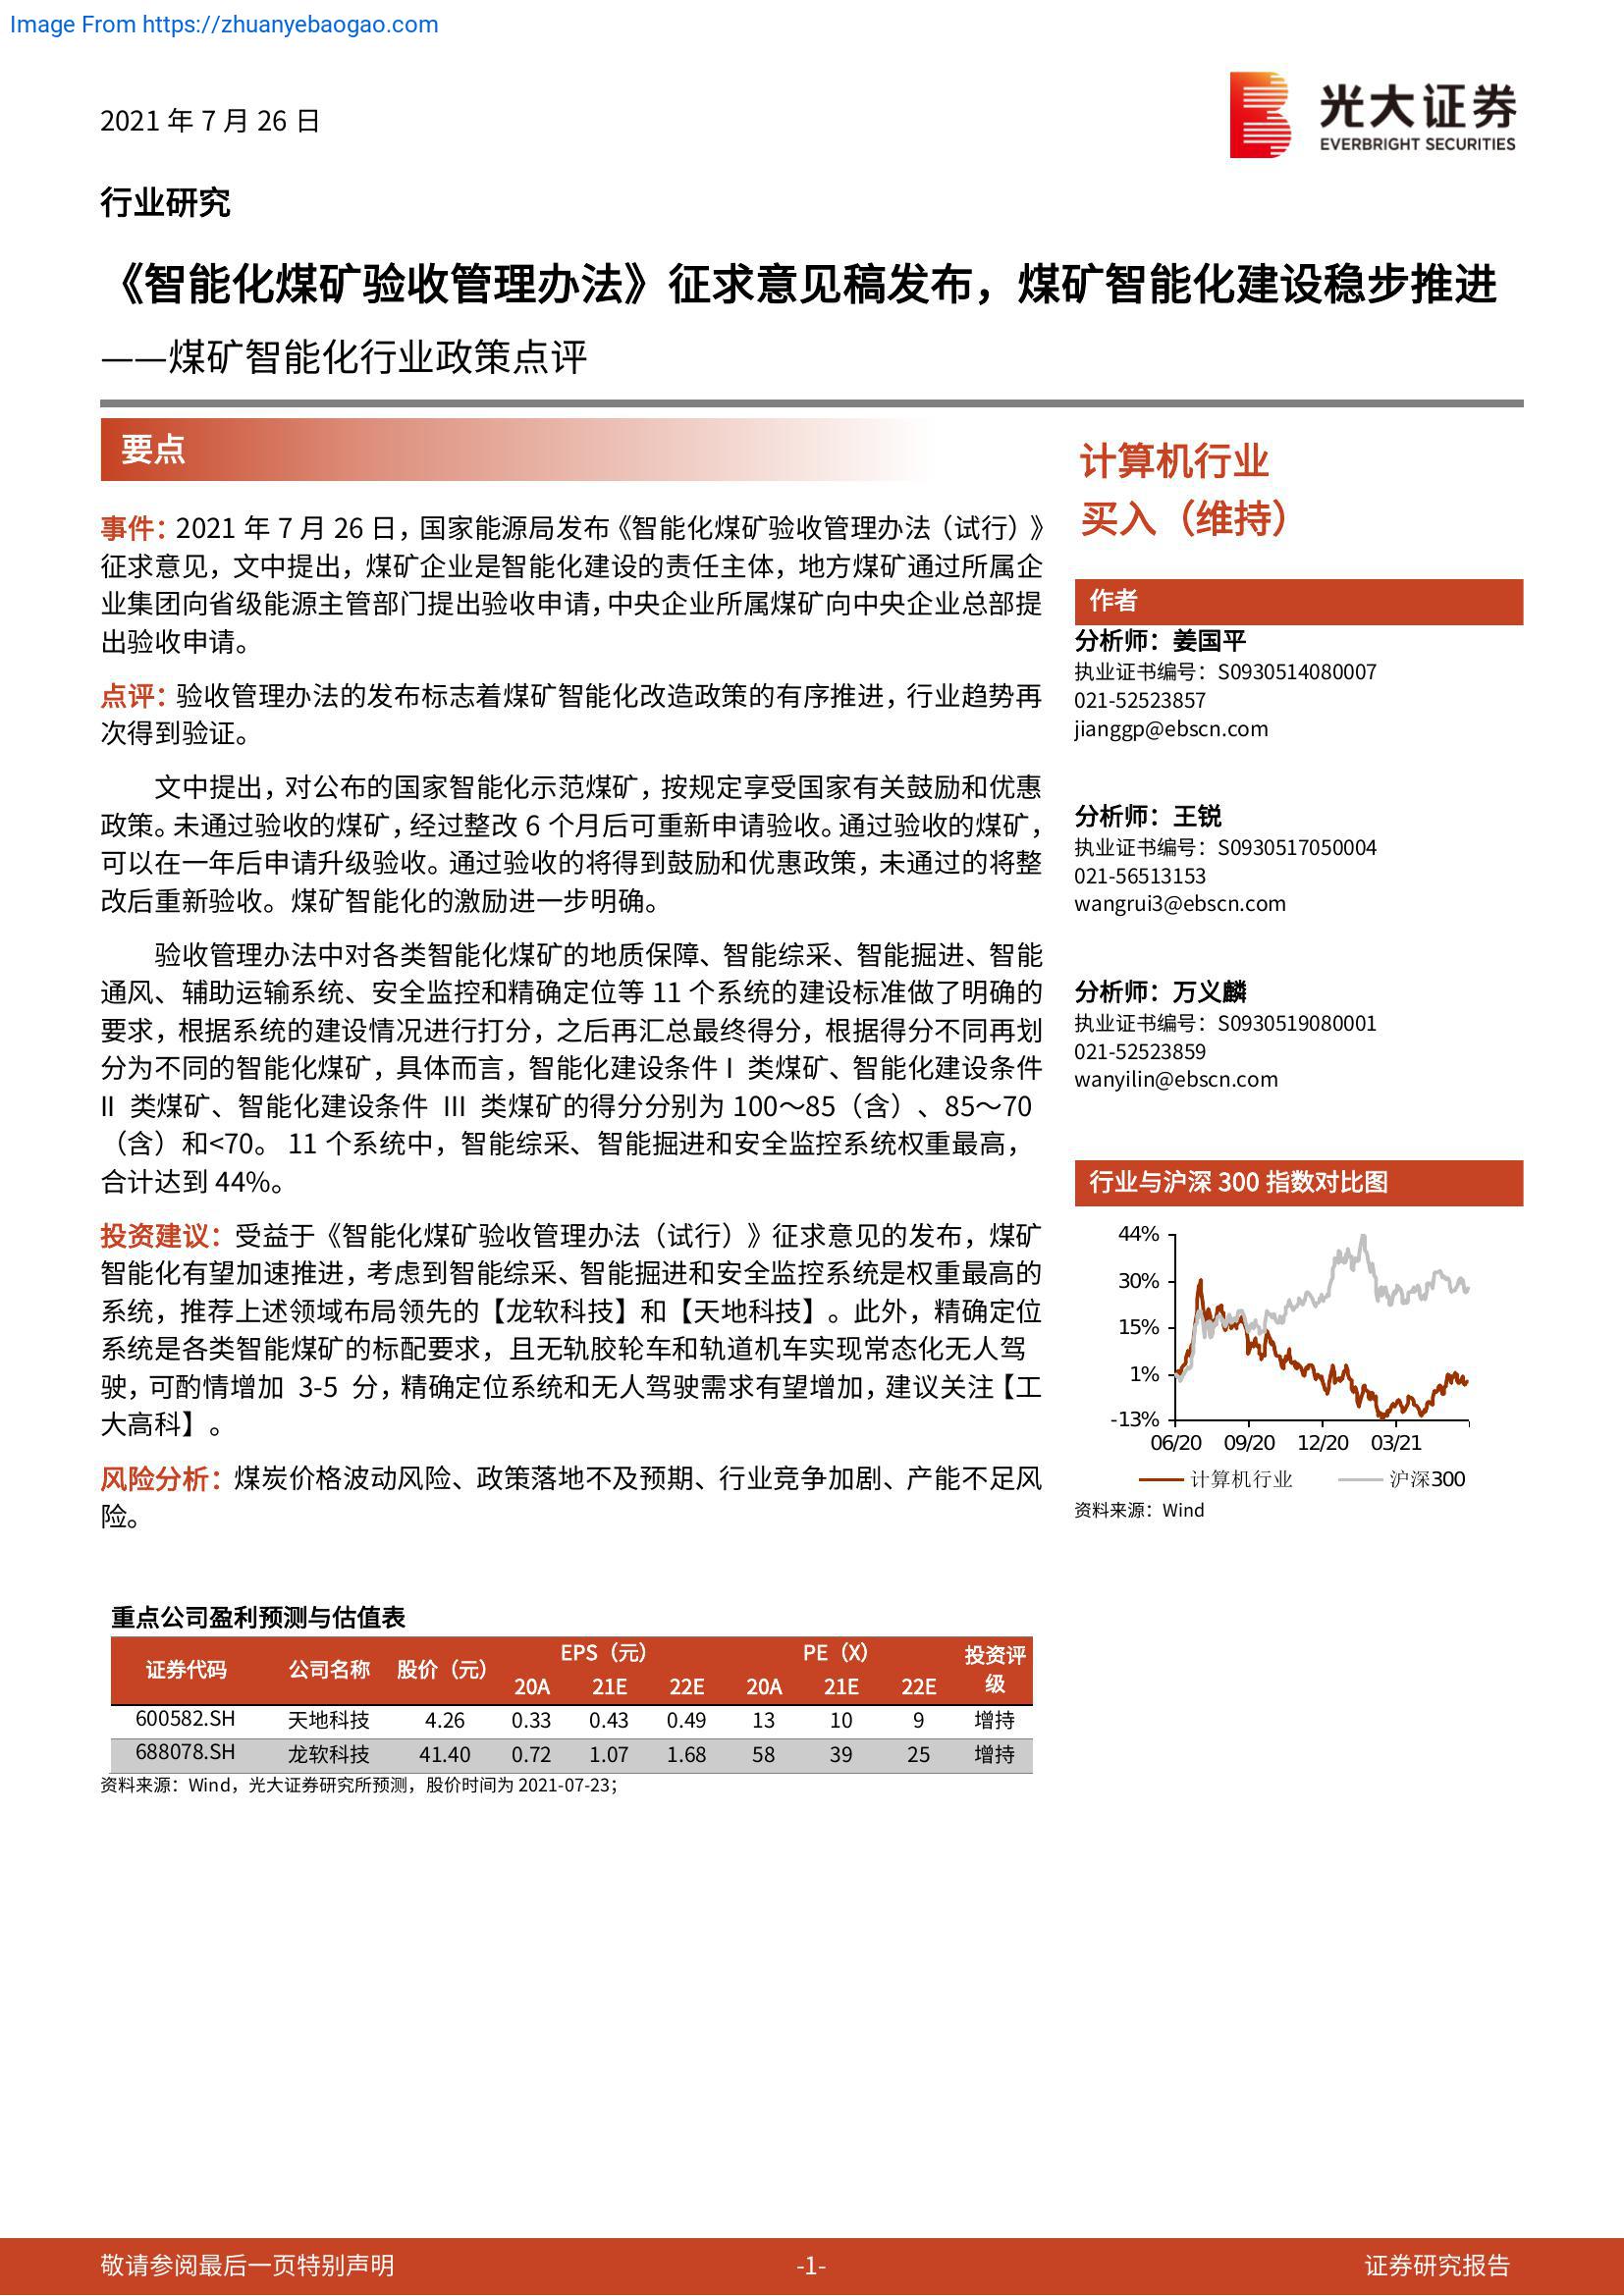 Image From https://zhuanyebaogao.com
2021 年 7 月 26 日
光大证券
EVERBRIGHT SECURITIES
行业研究
《智能化煤矿验收管理办法》征求意见稿发布，煤矿智能化建设稳步推进
——煤矿智能化行业政策点评
要点
事件：2021 年 7 月 26 日，国家能源局发布《智能化煤矿验收管理办法（试行）》
征求意见，文中提出，煤矿企业是智能化建设的责任主体，地方煤矿通过所属企
业集团向省级能源主管部门提出验收申请，中央企业所属煤矿向中央企业总部提
出验收申请。
点评：验收管理办法的发布标志着煤矿智能化改造政策的有序推进，行业趋势再
次得到验证。
文中提出，对公布的国家智能化示范煤矿，按规定享受国家有关鼓励和优惠
政策。未通过验收的煤矿，经过整改 6 个月后可重新申请验收。通过验收的煤矿，
可以在一年后申请升级验收。通过验收的将得到鼓励和优惠政策，未通过的将整
改后重新验收。煤矿智能化的激励进一步明确。
验收管理办法中对各类智能化煤矿的地质保障、智能综采、智能掘进、智能
通风、辅助运输系统、安全监控和精确定位等 11 个系统的建设标准做了明确的
要求，根据系统的建设情况进行打分，之后再汇总最终得分，根据得分不同再划
分为不同的智能化煤矿，具体而言，智能化建设条件 I 类煤矿、智能化建设条件
II 类煤矿、智能化建设条件 III 类煤矿的得分分别为 100～85（含）、85～70
（含）和<70。 11 个系统中，智能综采、智能掘进和安全监控系统权重最高，
合计达到 44%。
投资建议：受益于《智能化煤矿验收管理办法（试行）》征求意见的发布，煤矿
智能化有望加速推进，考虑到智能综采、智能掘进和安全监控系统是权重最高的
系统，推荐上述领域布局领先的【龙软科技】和【天地科技】。此外，精确定位
系统是各类智能煤矿的标配要求，且无轨胶轮车和轨道机车实现常态化无人驾
驶，可酌情增加 3-5 分，精确定位系统和无人驾驶需求有望增加，建议关注【工
大高科】。
风险分析：煤炭价格波动风险、政策落地不及预期、行业竞争加剧、产能不足风
险。
重点公司盈利预测与估值表
证券代码 公司名称 股价（元） EPS（元） PE（X） 投资评级
20A 21E 22E 20A 21E 22E
600582.SH 天地科技 4.26 0.33 0.43 0.49 13 10 9 增持
688078.SH 龙软科技 41.40 0.72 1.07 1.68 58 39 25 增持
资料来源：Wind，光大证券研究所预测，股价时间为 2021-07-23；
计算机行业
买入（维持）
作者
分析师：姜国平
执业证书编号：S0930514080007
021-52523857
jianggp@ebscn.com
分析师：王锐
执业证书编号：S0930517050004
021-56513153
wangrui3@ebscn.com
分析师：万义麟
执业证书编号：S0930519080001
021-52523859
wanyilin@ebscn.com
行业与沪深 300 指数对比图
44%
30%
15%
1%
-13%
06/20 09/20 12/20 03/21
计算机行业 沪深300
资料来源：Wind
敬请参阅最后一页特别声明 -1- 证券研究报告